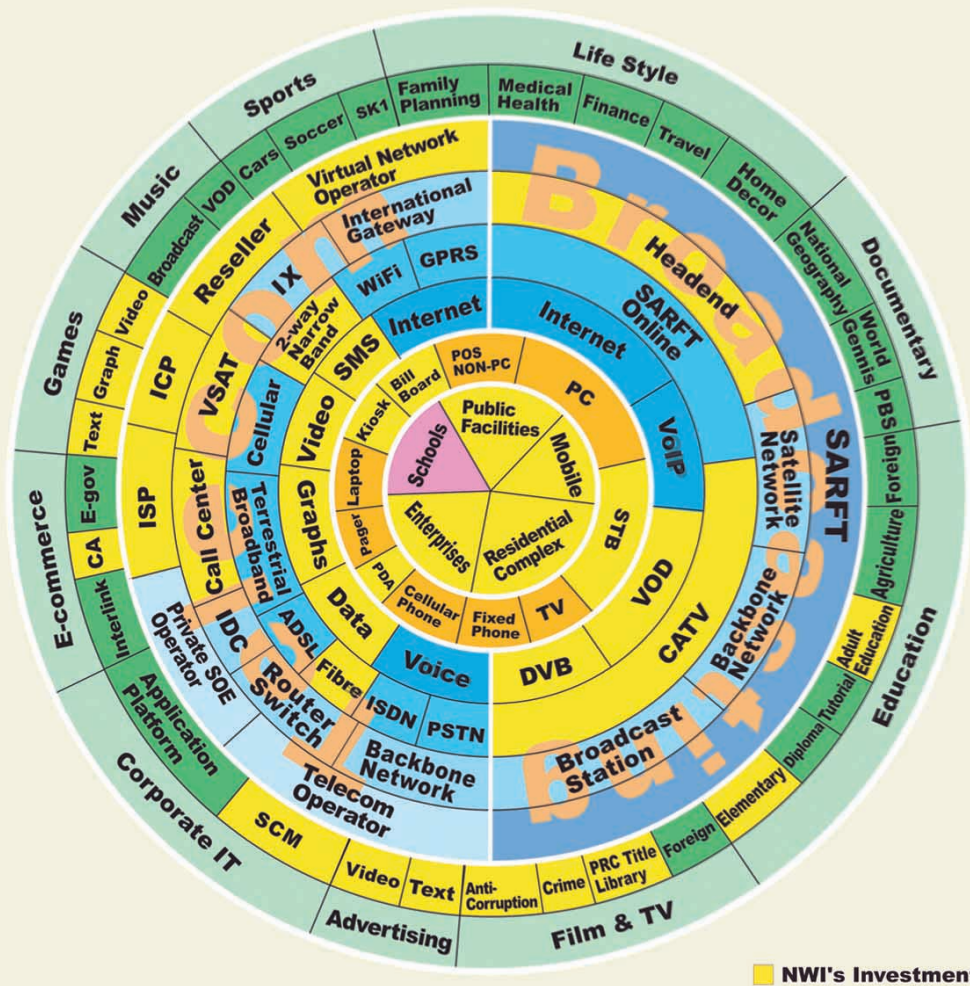 Life Style
Sports
Music
Games
E-commerce
Corporate IT
Advertising
Film & TV
Education
Documentary
Family
Planning
Medical
Health
Finance
Travel
Home
Decor
National
Geography
World
Gennis
PBS
Foreign
Agriculture
Adult
Education
Tutorial
Diploma
Elementary
Foreign
PRC Title
Library
Crime
Anti-
Corruption
Text
Video
SCM
Application
Platform
Interlink
CA
E-gov
Text
Graph
Video
Broadcast
VOD
Cars
Soccer
SK1
Virtual Network
Operator
Reseller
ICP
ISP
Private SOE
Operator
Telecom
Operator
SARFT
Broadcasting
Telecom
International
Gateway
IX
VSAT
Call Center
IDC
Router
Switch
Backbone
Network
Broadcast
Station
Backbone
Network
Satellite
Network
Headend
GPRS
WiFi
2-way
Narrow
Band
Cellular
Terrestrial
Broadband
ADSL
Fibre
ISDN
PSTN
CATV
SARFT
Online
Internet
SMS
Video
Graphs
Data
Voice
DVB
VOD
VoIP
Internet
POS
NON-PC
PC
STB
TV
Fixed
Phone
Cellular
Phone
PDA
Pager
Laptop
Kiosk
Bill
Board
Public
Facilities
Mobile
Residential
Complex
Enterprises
Schools
NWI's Investment